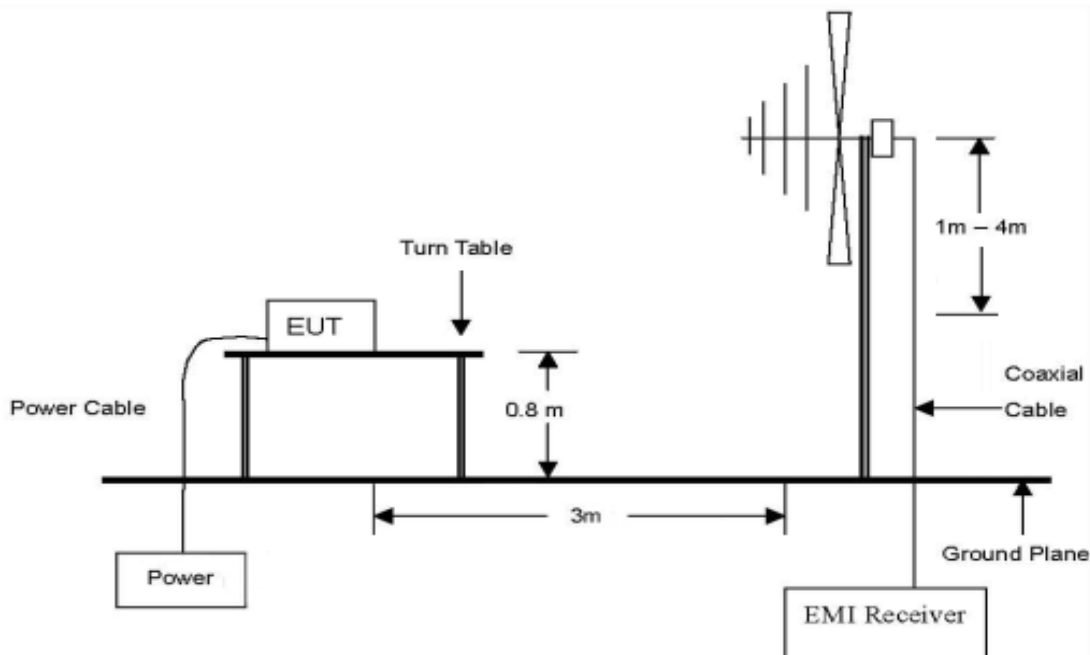 1m – 4m
Turn Table
EUT
Coaxial
Cable
Power Cable
0.8 m
3m
Ground Plane
Power
EMI Receiver